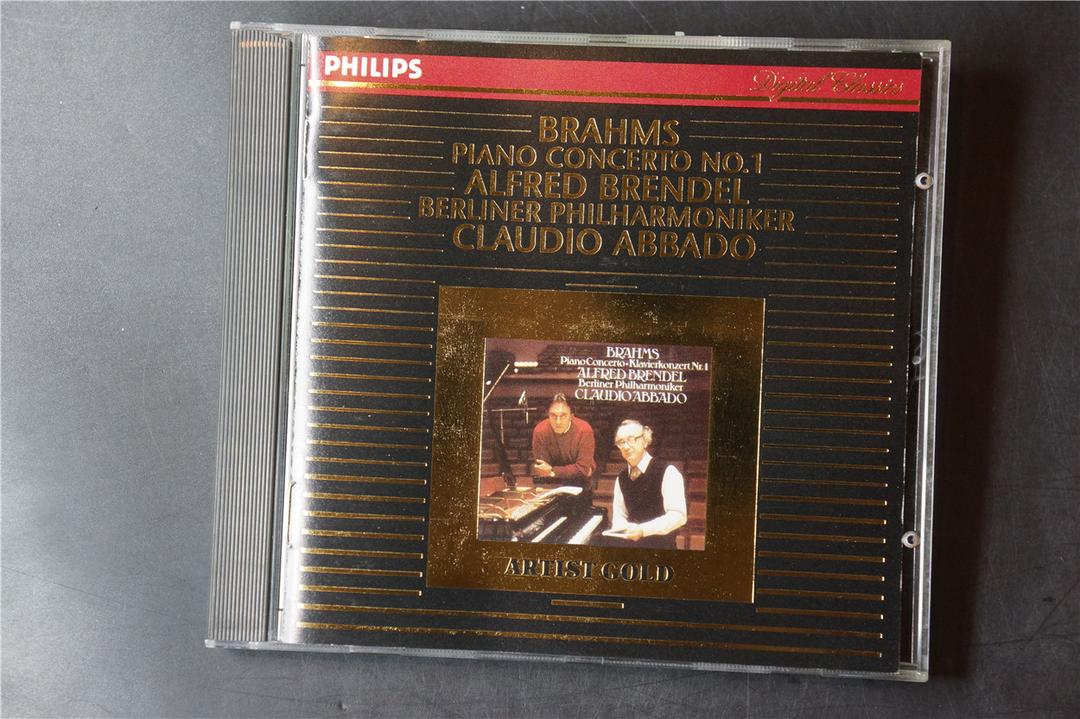 PHILIPS
Digital Classics
BRAHMS
PIANO CONCERTO NO.1
ALFRED BRENDEL
BERLINER PHILHARMONIKER
CLAUDIO ABBADO
BRAHMS
Piano Concerto·Klavierkonzert Nr.1
ALFRED BRENDEL
Berliner Philharmoniker
CLAUDIO ABBADO
ARTIST GOLD